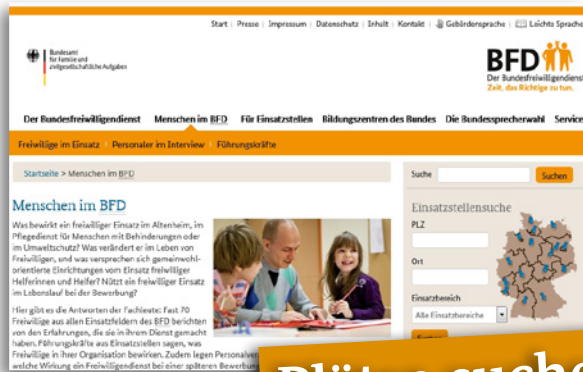 Start | Presse | Impressum | Datenschutz | Inhalt | Kontakt | Gebärdensprache | Leichte Sprache
Bundesamt
für Familie und
zivilgesellschaftliche Aufgaben
BFD
Der Bundesfreiwilligendienst
Zeit, das Richtige zu tun.
Der Bundesfreiwilligendienst Menschen im BFD Für Einsatzstellen Bildungszentren des Bundes Die Bundessprecherwahl Service
Freiwillige im Einsatz | Personaler im Interview | Führungskräfte
Startseite > Menschen im BFD
Suche
Suchen
Menschen im BFD
Was bewirkt ein freiwilliger Einsatz im Altenheim, im
Pflegedienst für Menschen mit Behinderungen oder
im Umweltschutz? Was verändert er im Leben von
Freiwilligen, und was versprechen sich gemeinwohl-
orientierte Einrichtungen vom Einsatz freiwilliger
Helferinnen und Helfer? Nützt ein freiwilliger Einsatz
im Lebenslauf bei der Bewerbung?
Hier gibt es die Antworten der Fachleute: Fast 70
Freiwillige aus allen Einsatzfeldern des BFD berichten
von den Erfahrungen, die sie in ihrem Dienst gemacht
haben. Führungskräfte aus Einsatzstellen sagen, was
Freiwillige in ihrer Organisation bewirken. Zudem legen
welche Wirkung ein Freiwilligendienst bei einer späteren
Einsatzstellensuche
PLZ
Ort
Einsatzbereich
Alle Einsatzbereiche